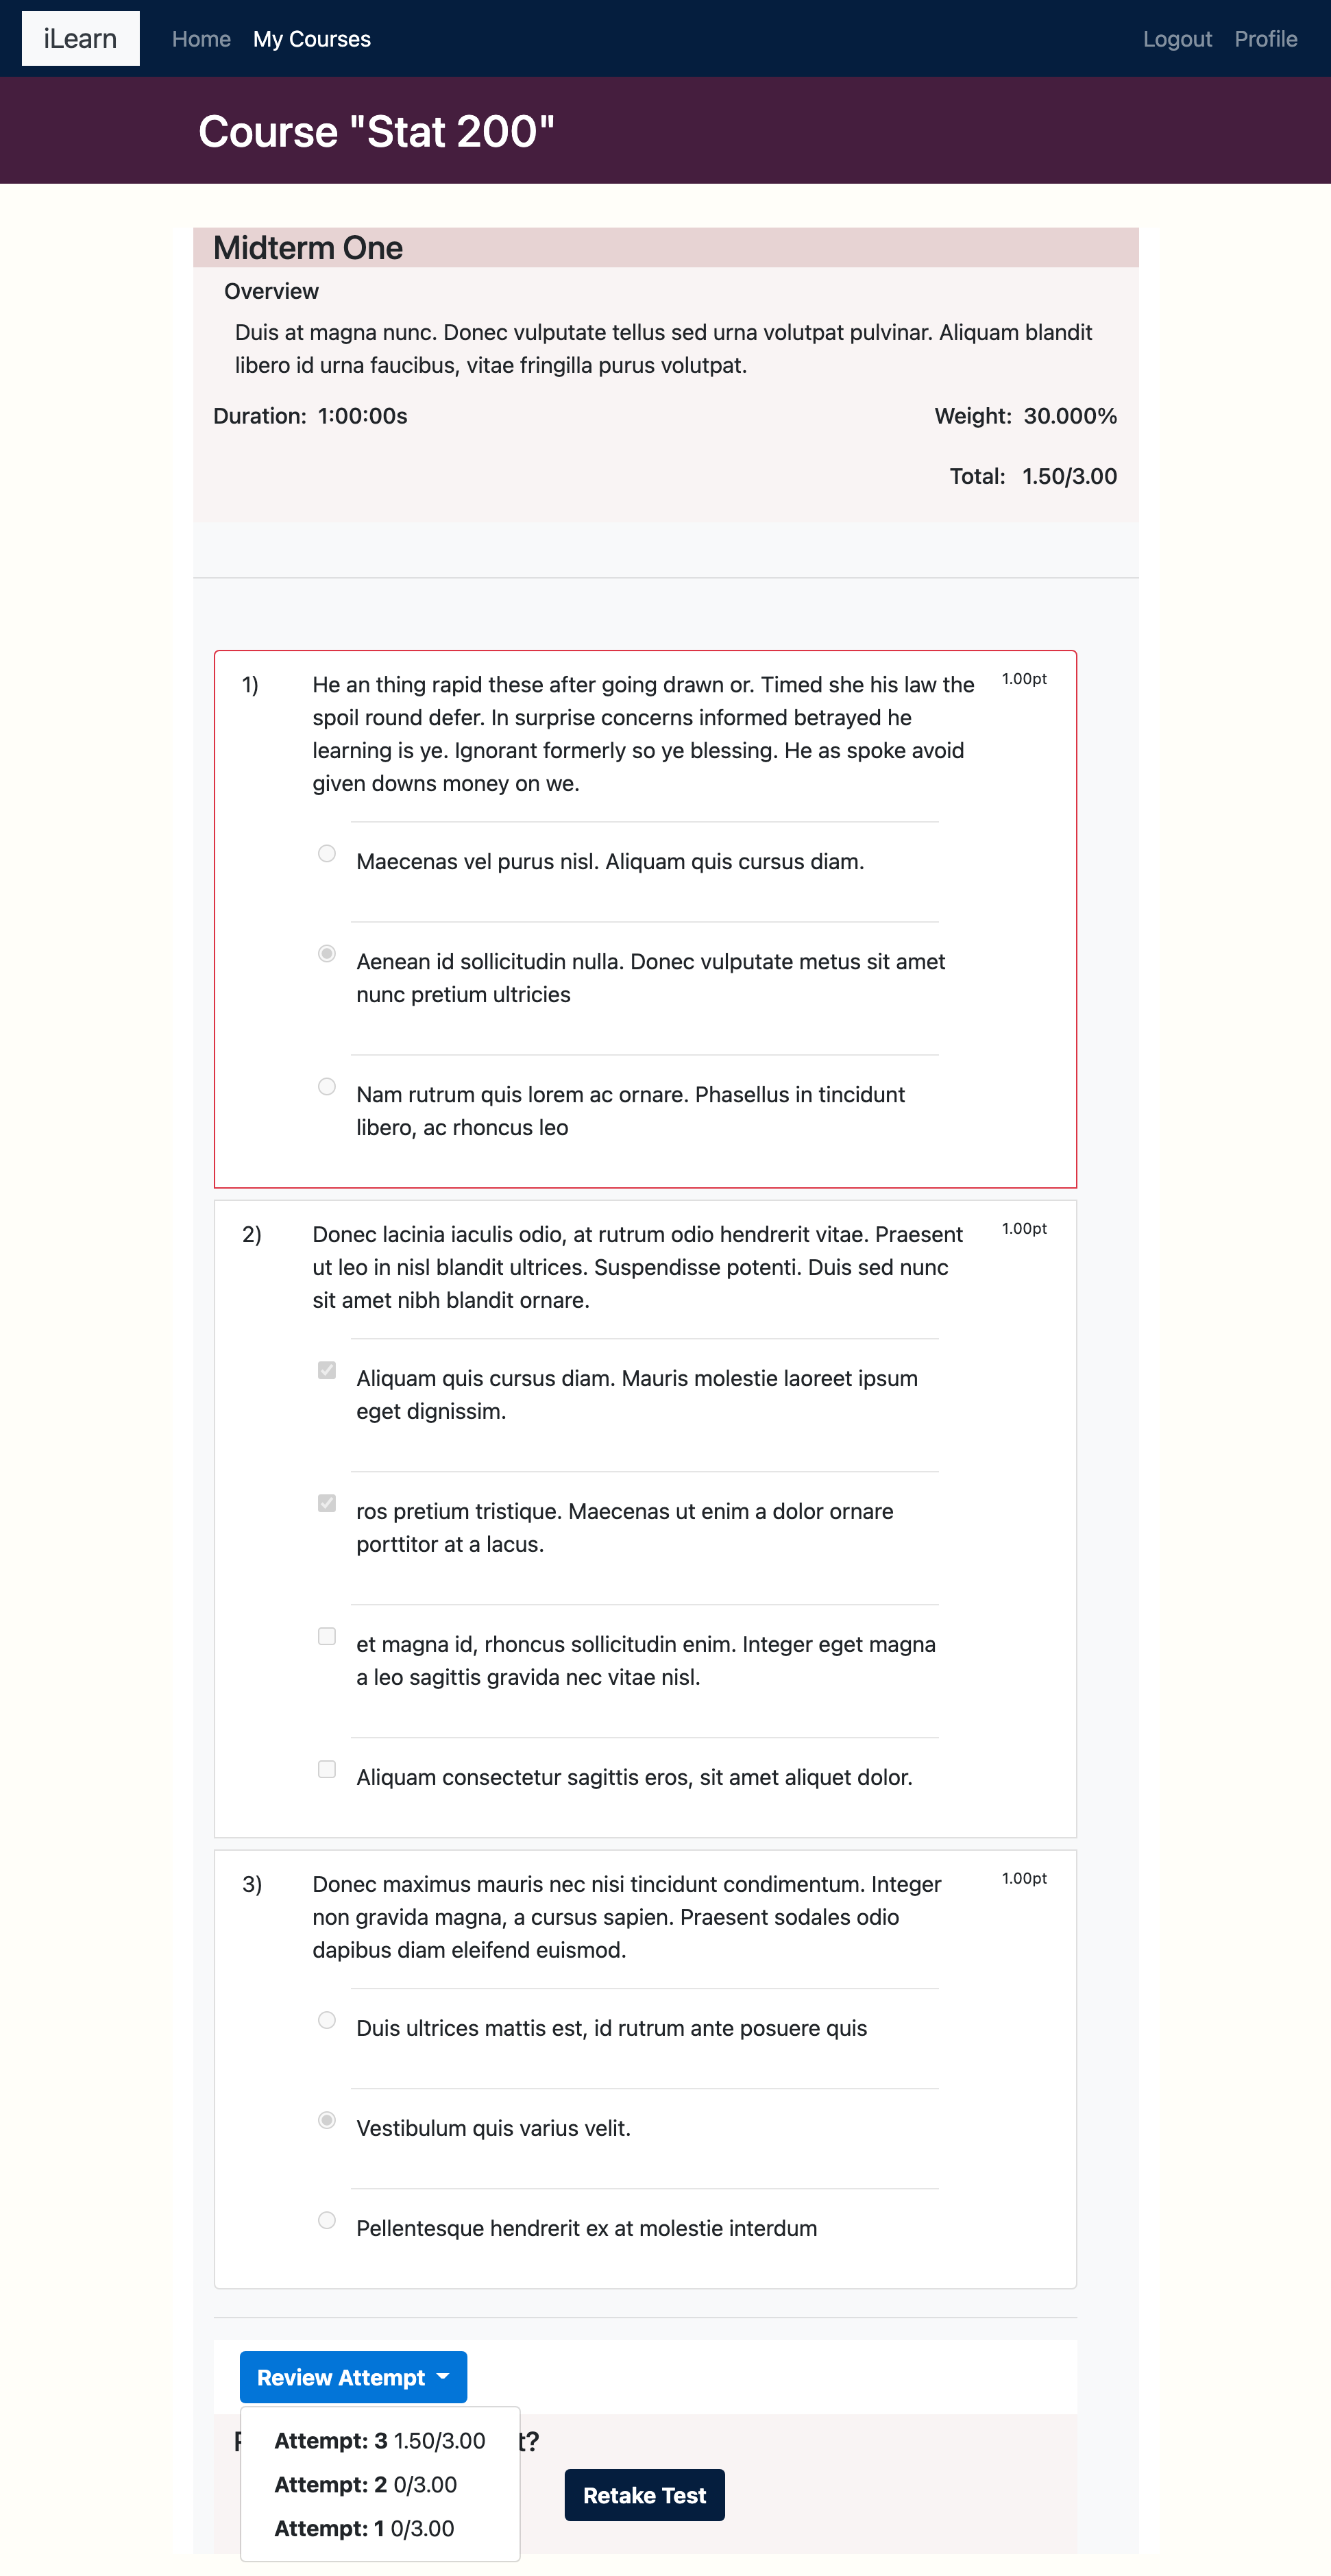 iLearn Home My Courses Logout Profile
Course "Stat 200"
Midterm One
Overview
Duis at magna nunc. Donec vulputate tellus sed urna volutpat pulvinar. Aliquam blandit
libero id urna faucibus, vitae fringilla purus volutpat.
Duration: 1:00:00s Weight: 30.000%
Total: 1.50/3.00
1) He an thing rapid these after going drawn or. Timed she his law the 1.00pt
spoil round defer. In surprise concerns informed betrayed he
learning is ye. Ignorant formerly so ye blessing. He as spoke avoid
given downs money on we.
Maecenas vel purus nisl. Aliquam quis cursus diam.
Aenean id sollicitudin nulla. Donec vulputate metus sit amet
nunc pretium ultricies
Nam rutrum quis lorem ac ornare. Phasellus in tincidunt
libero, ac rhoncus leo
2) Donec lacinia iaculis odio, at rutrum odio hendrerit vitae. Praesent 1.00pt
ut leo in nisl blandit ultrices. Suspendisse potenti. Duis sed nunc
sit amet nibh blandit ornare.
Aliquam quis cursus diam. Mauris molestie laoreet ipsum
eget dignissim.
ros pretium tristique. Maecenas ut enim a dolor ornare
porttitor at a lacus.
et magna id, rhoncus sollicitudin enim. Integer eget magna
a leo sagittis gravida nec vitae nisl.
Aliquam consectetur sagittis eros, sit amet aliquet dolor.
3) Donec maximus mauris nec nisi tincidunt condimentum. Integer 1.00pt
non gravida magna, a cursus sapien. Praesent sodales odio
dapibus diam eleifend euismod.
Duis ultrices mattis est, id rutrum ante posuere quis
Vestibulum quis varius velit.
Pellentesque hendrerit ex at molestie interdum
Review Attempt
Attempt: 3 1.50/3.00
Attempt: 2 0/3.00
Retake Test
Attempt: 1 0/3.00